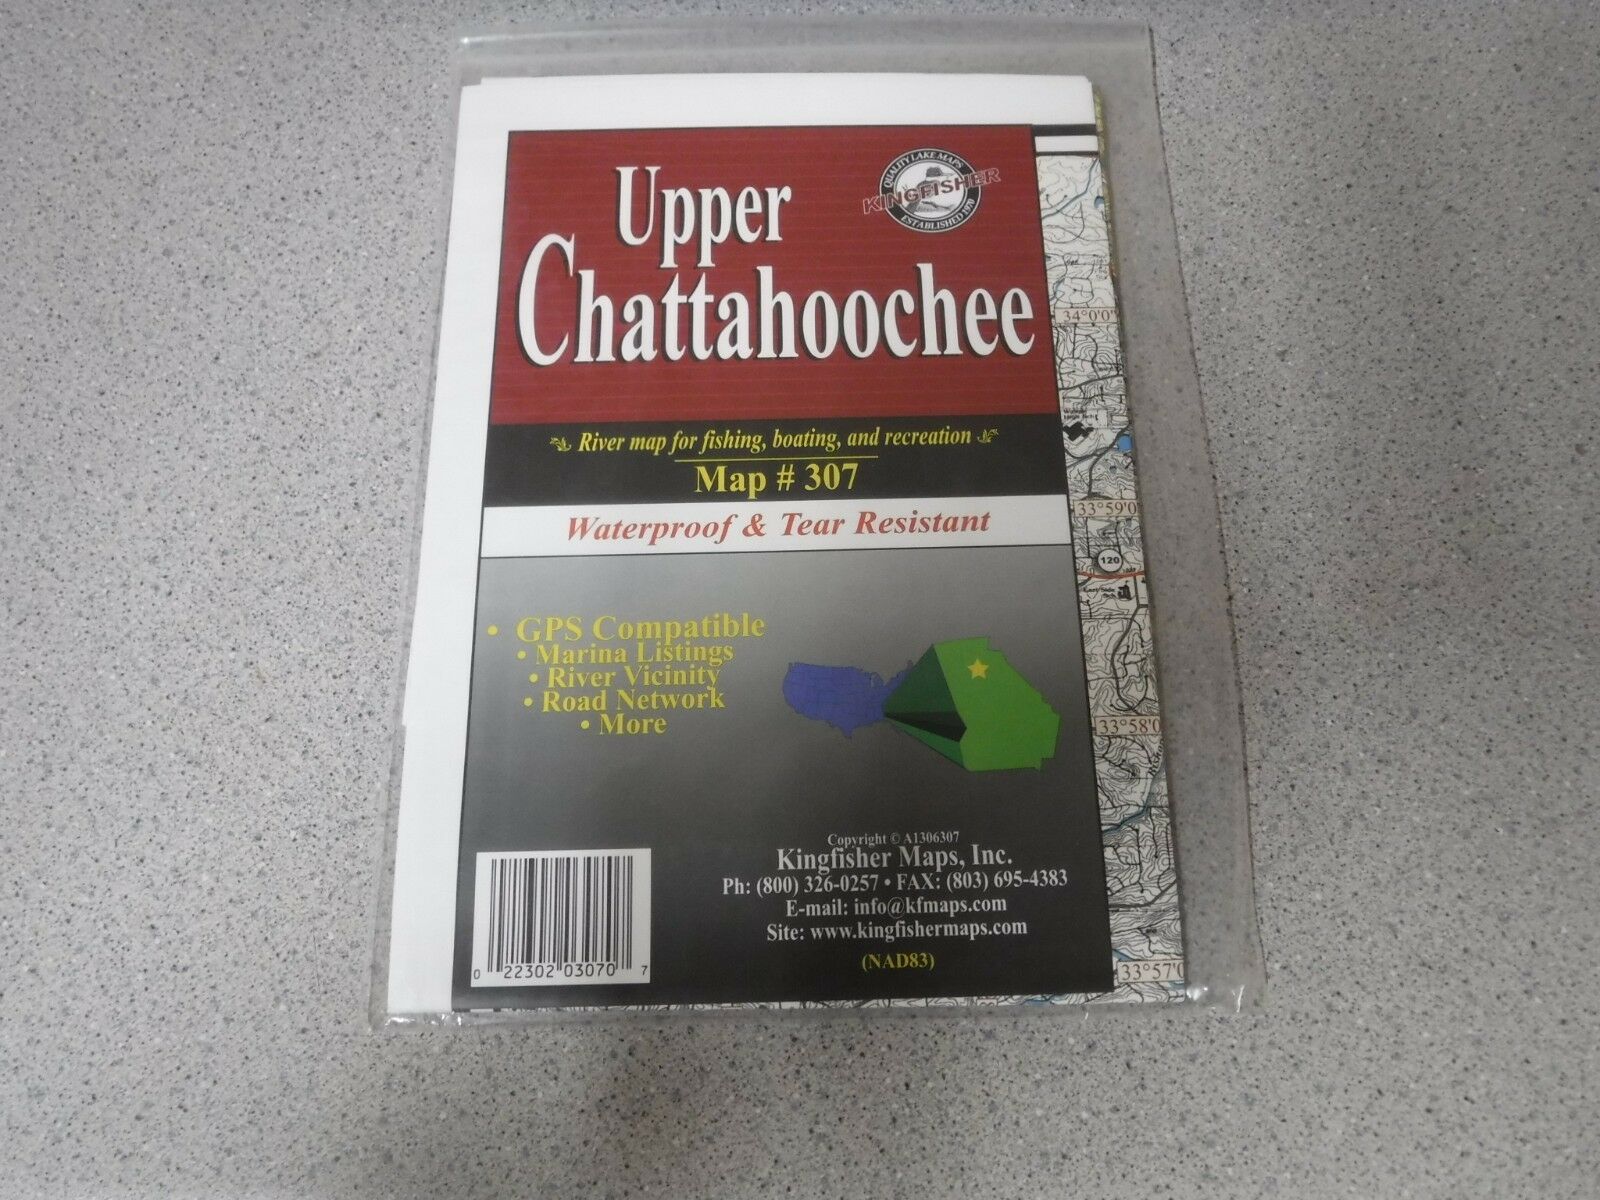 QUALITY LAKE MAPS
KINGFISHER
ESTABLISHED 1970
Upper
Chattahoochee
River map for fishing, boating, and recreation
Map # 307
Waterproof & Tear Resistant
• GPS Compatible
• Marina Listings
• River Vicinity
• Road Network
• More
Copyright © A1306307
Kingfisher Maps, Inc.
Ph: (800) 326-0257 • FAX: (803) 695-4383
E-mail: info@kfmaps.com
Site: www.kingfishermaps.com
(NAD83)
0 22302 03070 7
34°0'0"
33°59'0
120
33°58'0
33°57'0